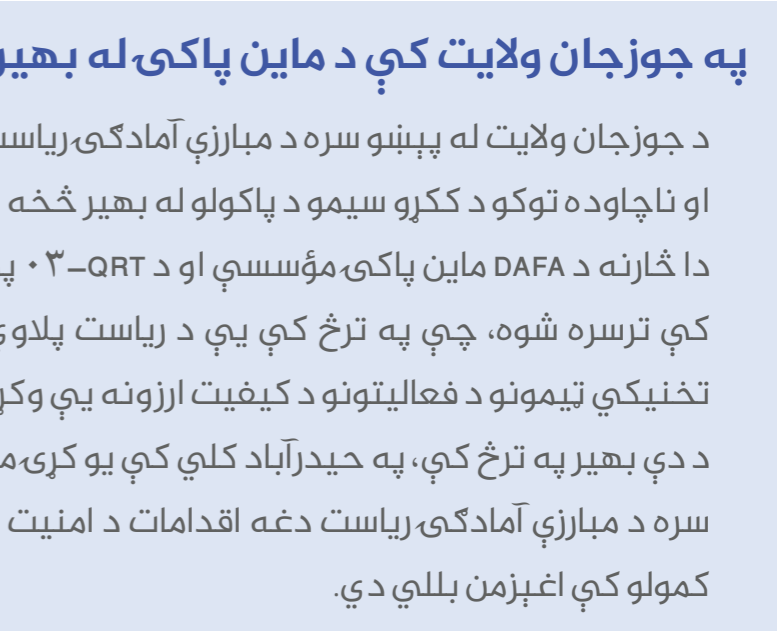 په جوزجان ولایت کې د ماین پاکۍ له بهیر
د جوزجان ولایت له پېښو سره د مبارزې آمادګۍ ریاست
او ناچاوده توکو د ککړو سیمو د پاکولو له بهیر څخه
دا څارنه د DAFA ماین پاکۍ مؤسسې او د QRT–۰۳
کې ترسره شوه، چې په ترڅ کې یې د ریاست پلاوي
تخنیکي ټیمونو د فعالیتونو د کیفیت ارزونه یې وکړ
د دې بهیر په ترڅ کې، په حیدرآباد کلي کې یو کړۍ
سره د مبارزې آمادګۍ ریاست دغه اقدامات د امنیت
کمولو کې اغېزمن بللي دي.